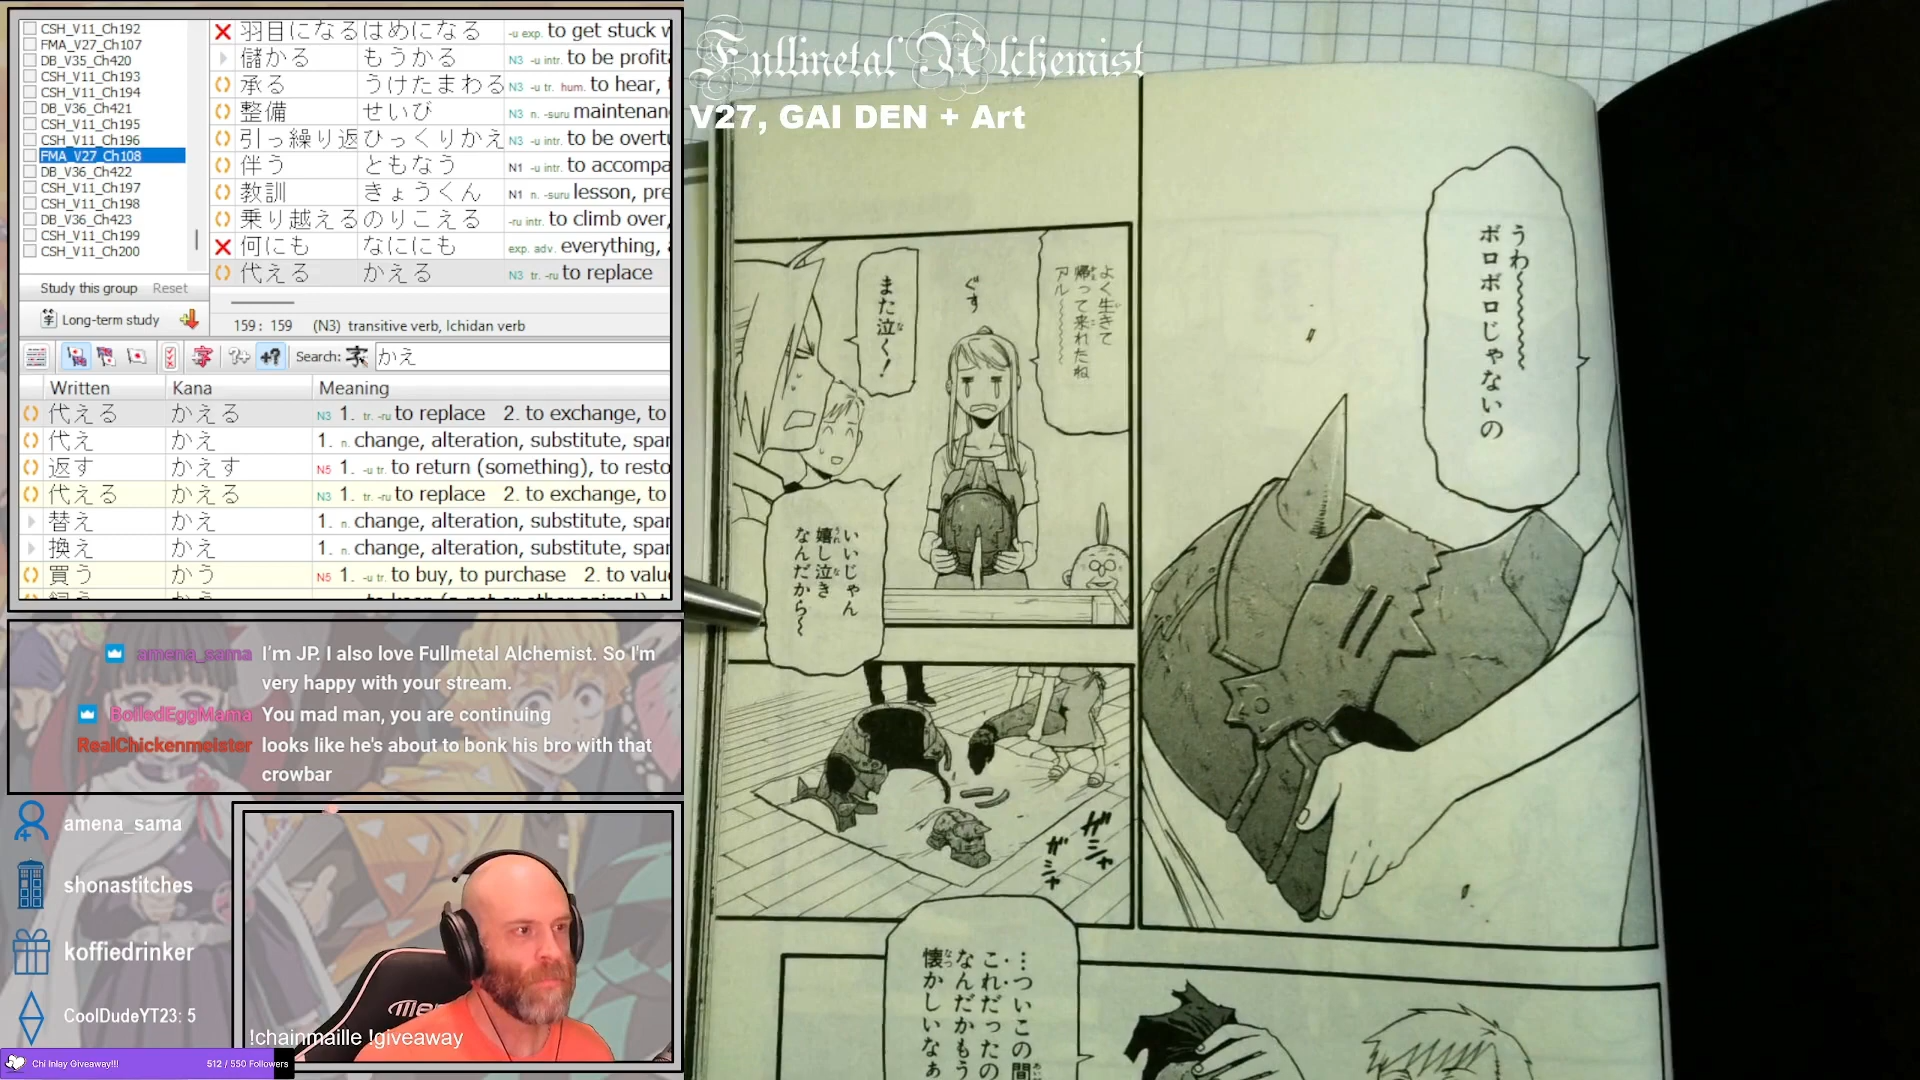 CSH_V11_Ch192
FMA_V27_Ch107
DB_V35_Ch420
CSH_V11_Ch193
CSH_V11_Ch194
DB_V36_Ch421
CSH_V11_Ch195
CSH_V11_Ch196
FMA_V27_Ch108
DB_V36_Ch422
CSH_V11_Ch197
CSH_V11_Ch198
DB_V36_Ch423
CSH_V11_Ch199
CSH_V11_Ch200
Study this group Reset
Long-term study
羽目になる はめになる -u exp. to get stuck w
儲かる もうかる N3 -u intr. to be profit
承る うけたまわる N3 -u tr. hum. to hear,
整備 せいび N3 n. -suru maintenan
引っ繰り返 ひっくりかえ N3 -u intr. to be overtu
伴う ともなう N1 -u intr. to accompa
教訓 きょうくん N1 n. -suru lesson, pre
乗り越える のりこえる -ru intr. to climb over,
何にも なににも exp. adv. everything,
代える かえる N3 tr. -ru to replace
159: 159 (N3) transitive verb, Ichidan verb
Search: かえ
Written Kana Meaning
代える かえる N3 1. tr. -ru to replace 2. to exchange, to
代え かえ 1. n. change, alteration, substitute, spar
返す かえす N5 1. -u tr. to return (something), to resto
代える かえる N3 1. tr. -ru to replace 2. to exchange, to
替え かえ 1. n. change, alteration, substitute, spar
換え かえ 1. n. change, alteration, substitute, spar
買う かう N5 1. -u tr. to buy, to purchase 2. to value
amena_sama I'm JP. I also love Fullmetal Alchemist. So I'm
very happy with your stream.
BoiledEggMama You mad man, you are continuing
RealChickenmeister looks like he's about to bonk his bro with that
crowbar
amena_sama
shonastitches
koffiedrinker
CoolDudeYT23: 5
Chi Inlay Giveaway!!! 512 / 550 Followers
!chainmaille !giveaway
Fullmetal Alchemist
V27, GAI DEN + Art
うわ～～～～
ボロボロじゃないの
よく生きて
帰って来れたね
アル～～～～
ぐす
また泣く！
いいじゃん
嬉し泣き
なんだから～
ガシャ
ガシャ
…ついこの間
これだったの
なんだかもう
懐かしいなぁ